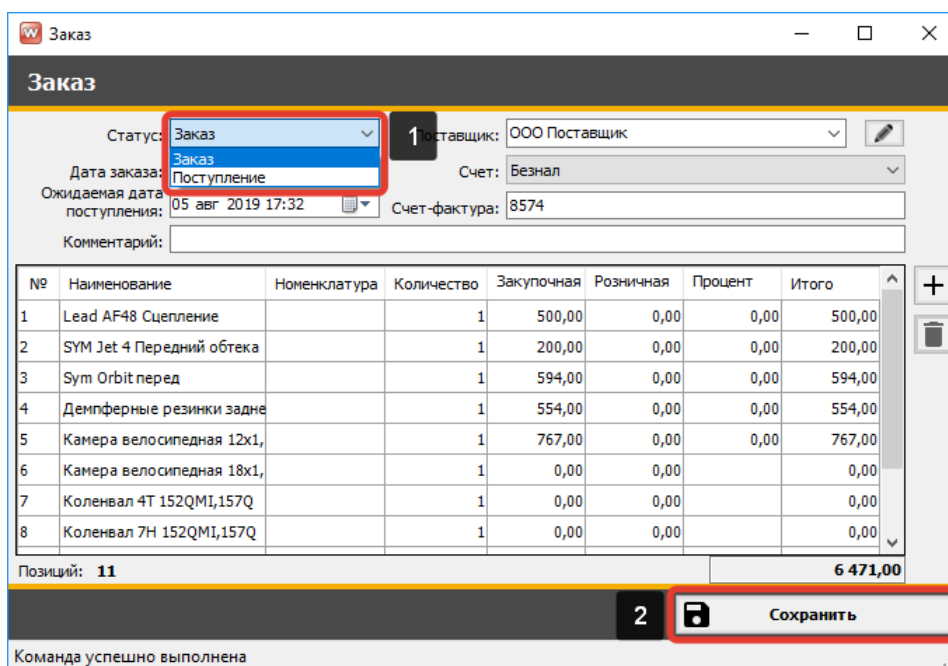 Заказ
Заказ
Статус: Заказ 1 Поставщик: ООО Поставщик
Заказ
Поступление
Дата заказа: Счет: Безнал
Ожидаемая дата поступления: 05 авг 2019 17:32 Счет-фактура: 8574
Комментарий:
№ Наименование Номенклатура Количество Закупочная Розничная Процент Итого
1 Lead AF48 Сцепление 1 500,00 0,00 0,00 500,00
2 SYM Jet 4 Передний обтека 1 200,00 0,00 0,00 200,00
3 Sym Orbit перед 1 594,00 0,00 0,00 594,00
4 Демпферные резинки задне 1 554,00 0,00 0,00 554,00
5 Камера велосипедная 12x1, 1 767,00 0,00 0,00 767,00
6 Камера велосипедная 18x1, 1 0,00 0,00 0,00
7 Коленвал 4Т 152QMI,157Q 1 0,00 0,00 0,00
8 Коленвал 7Н 152QMI,157Q 1 0,00 0,00 0,00
Позиций: 11 6 471,00
2 Сохранить
Команда успешно выполнена